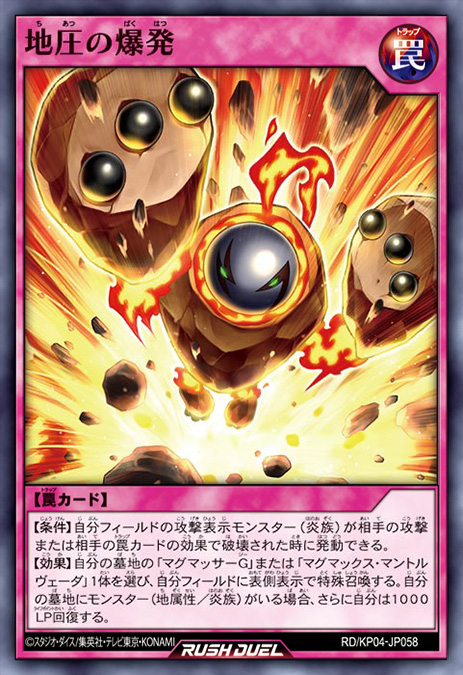 地圧の爆発
トラップ
罠
【罠カード】
【条件】自分フィールドの攻撃表示モンスター(炎族)が相手の攻撃
または相手の罠カードの効果で破壊された時に発動できる。
【効果】自分の墓地の「マグマッサーG」または「マグマックス・マントル
ヴェーダ」1体を選び、自分フィールドに表側表示で特殊召喚する。自分
の墓地にモンスター(地属性/炎族)がいる場合、さらに自分は1000
LP回復する。
©スタジオ・ダイス/集英社・テレビ東京・KONAMI
RUSH DUEL
RD/KP04-JP058